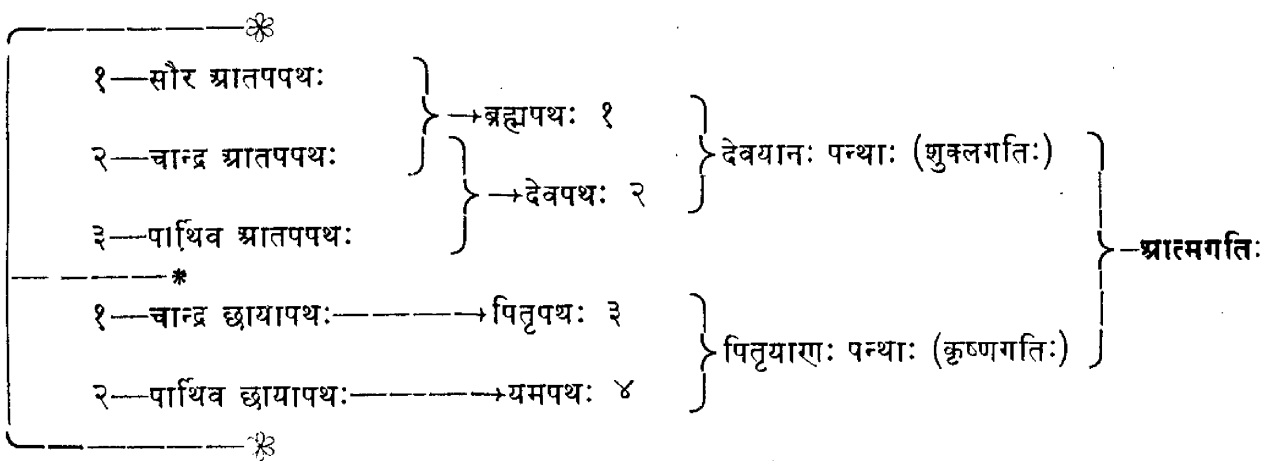 १—सौर आतपपथः
→ब्रह्मपथः १
२—चान्द्र आतपपथः
देवयानः पन्थाः (शुक्लगतिः)
→देवपथः २
३—पार्थिव आतपपथः
—आत्मगतिः
१—चान्द्र छायापथः————→पितृपथः ३
पितृयाणः पन्थाः (कृष्णगतिः)
२—पार्थिव छायापथः————→यमपथः ४